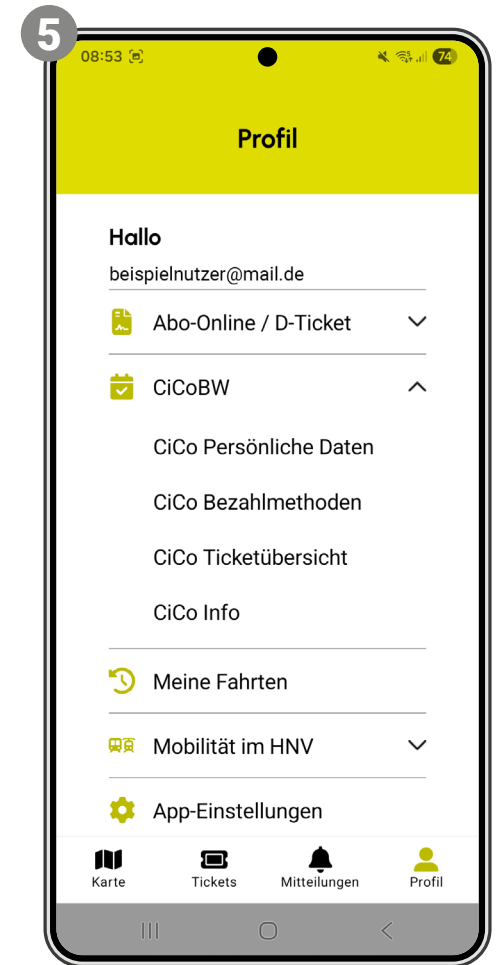 5
08:53
74
Profil
Hallo
beispielnutzer@mail.de
Abo-Online / D-Ticket
CiCoBW
CiCo Persönliche Daten
CiCo Bezahlmethoden
CiCo Ticketübersicht
CiCo Info
Meine Fahrten
Mobilität im HNV
App-Einstellungen
Karte Tickets Mitteilungen Profil